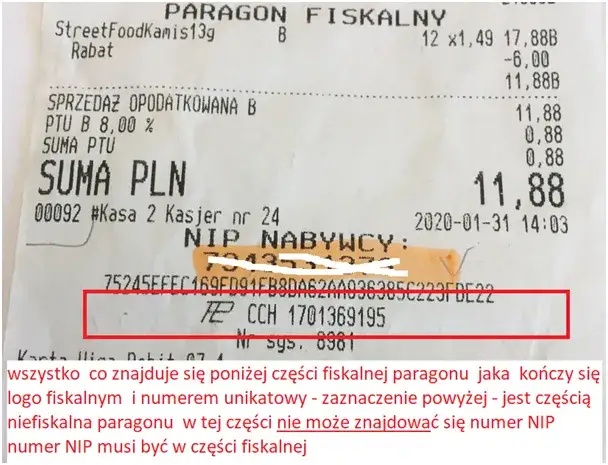 PARAGON FISKALNY
StreetFoodKamis13g B 12 x1,49 17,88B
Rabat -6,00
11,88B
SPRZEDAŻ OPODATKOWANA B 11,88
PTU B 8,00 % 0,88
SUMA PTU 0,88
SUMA PLN 11,88
00092 #Kasa 2 Kasjer nr 24 2020-01-31 14:03
NIP NABYWCY:
CCH 1701369195
Nr sys. 8981
wszystko co znajduje się poniżej części fiskalnej paragonu jaka kończy się
logo fiskalnym i numerem unikatowy - zaznaczenie powyżej - jest częścią
niefiskalna paragonu w tej części nie może znajdować się numer NIP
numer NIP musi być w części fiskalnej